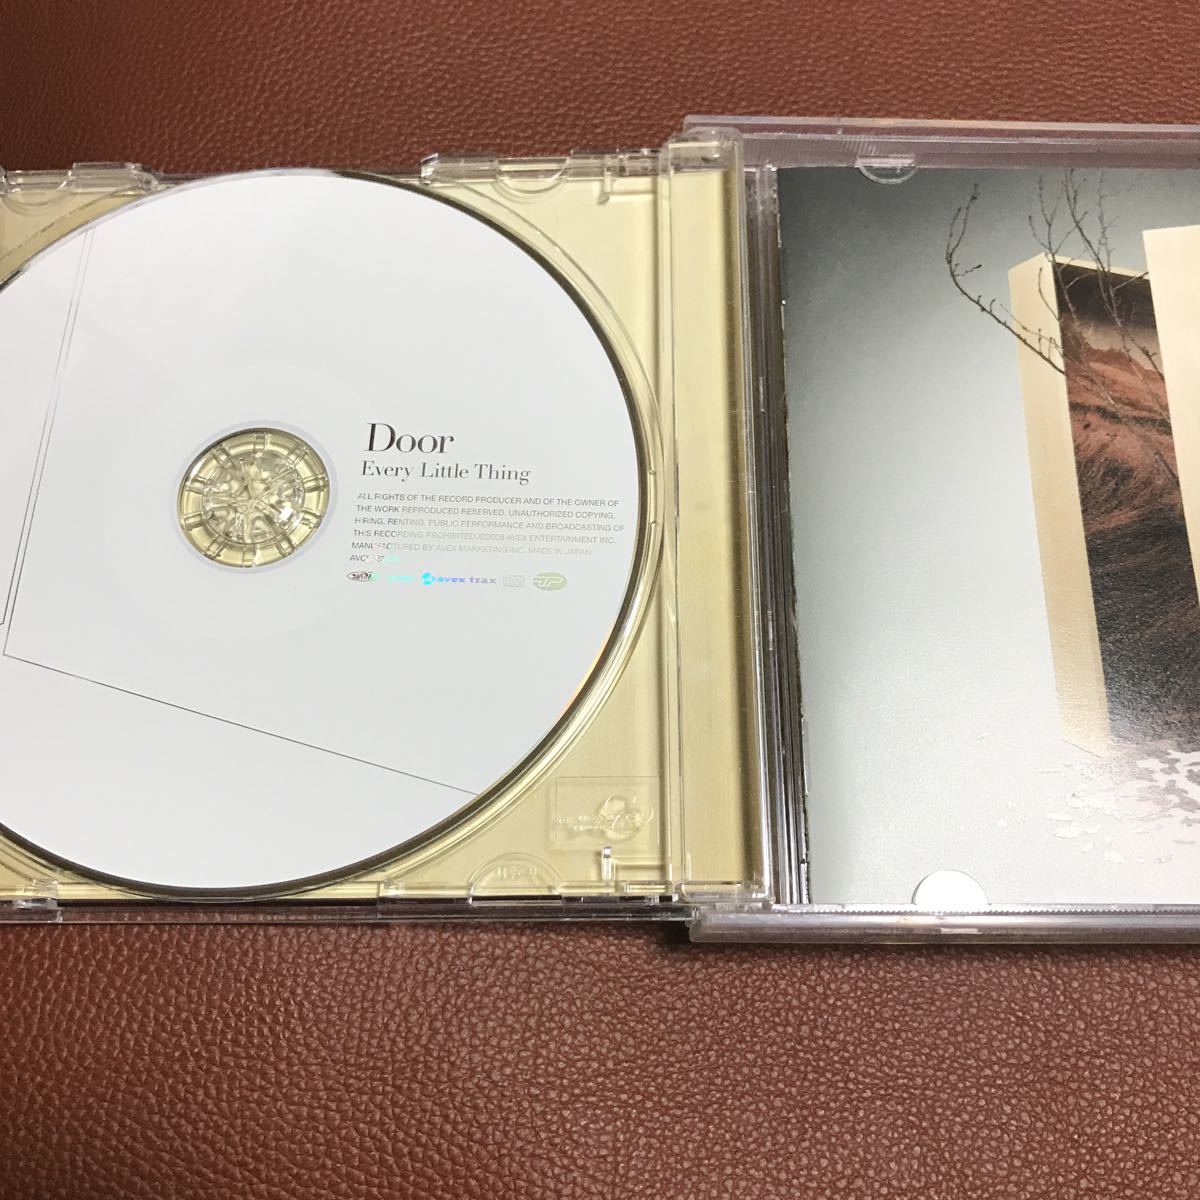 Door
Every Little Thing
ALL RIGHTS OF THE RECORD PRODUCER AND OF THE OWNER OF
THE WORK REPRODUCED RESERVED. UNAUTHORIZED COPYING,
HIRING, RENTING, PUBLIC PERFORMANCE AND BROADCASTING OF
THIS RECORDING PROHIBITED. ©2008 AVEX ENTERTAINMENT INC.
MANUFACTURED BY AVEX MARKETING INC. MADE IN JAPAN.
avex trax